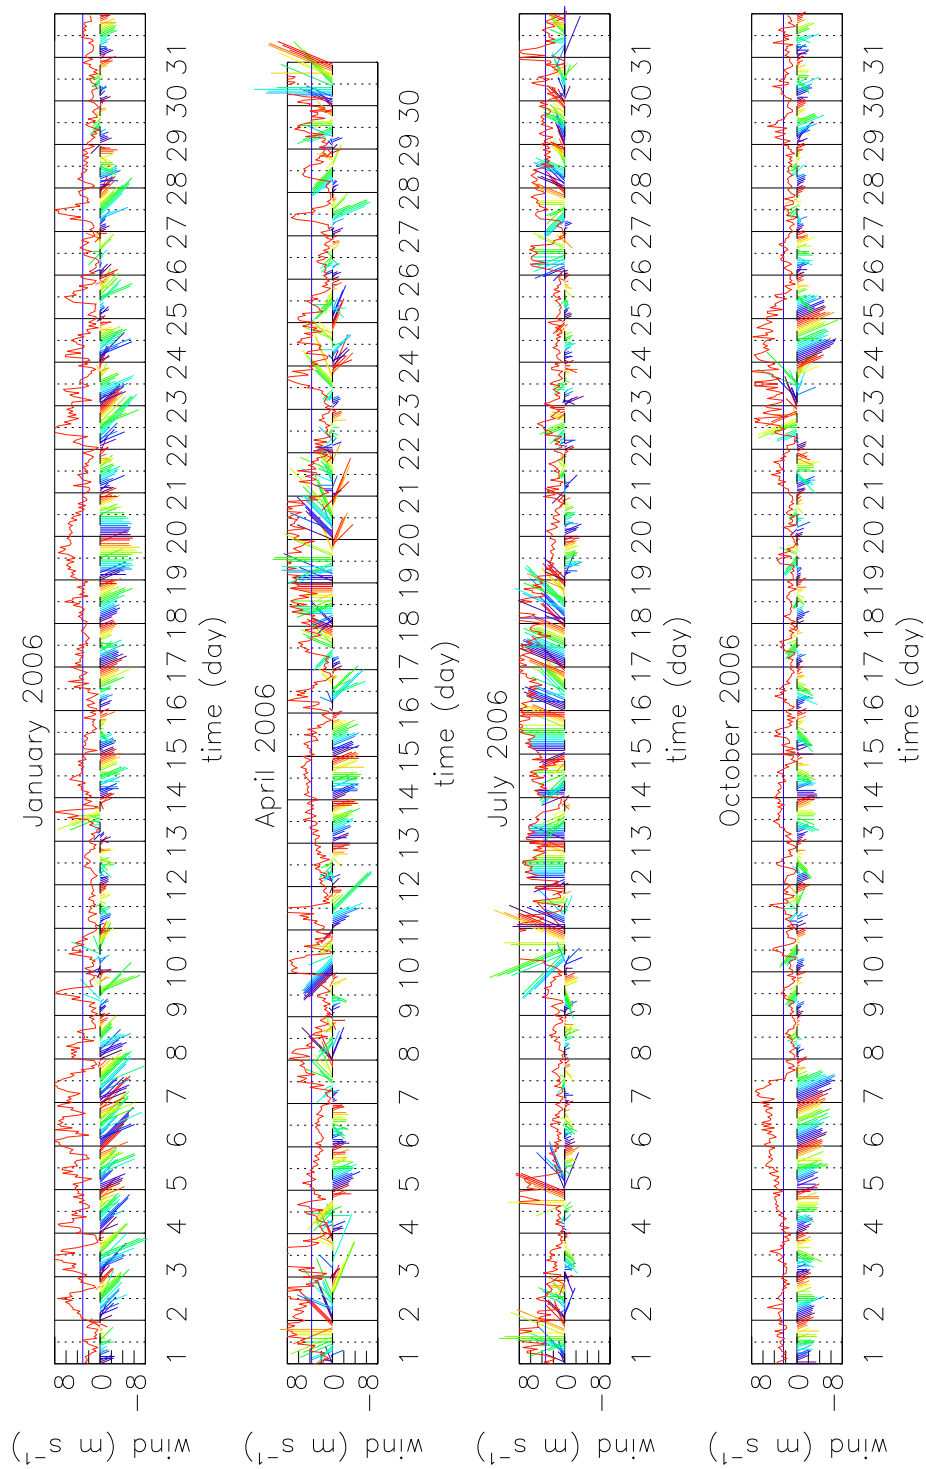 January 2006
wind (m s⁻¹)
8
0
-8
1 2 3 4 5 6 7 8 9 10 11 12 13 14 15 16 17 18 19 20 21 22 23 24 25 26 27 28 29 30 31
time (day)
April 2006
wind (m s⁻¹)
8
0
-8
1 2 3 4 5 6 7 8 9 10 11 12 13 14 15 16 17 18 19 20 21 22 23 24 25 26 27 28 29 30
time (day)
July 2006
wind (m s⁻¹)
8
0
-8
1 2 3 4 5 6 7 8 9 10 11 12 13 14 15 16 17 18 19 20 21 22 23 24 25 26 27 28 29 30 31
time (day)
October 2006
wind (m s⁻¹)
8
0
-8
1 2 3 4 5 6 7 8 9 10 11 12 13 14 15 16 17 18 19 20 21 22 23 24 25 26 27 28 29 30 31
time (day)